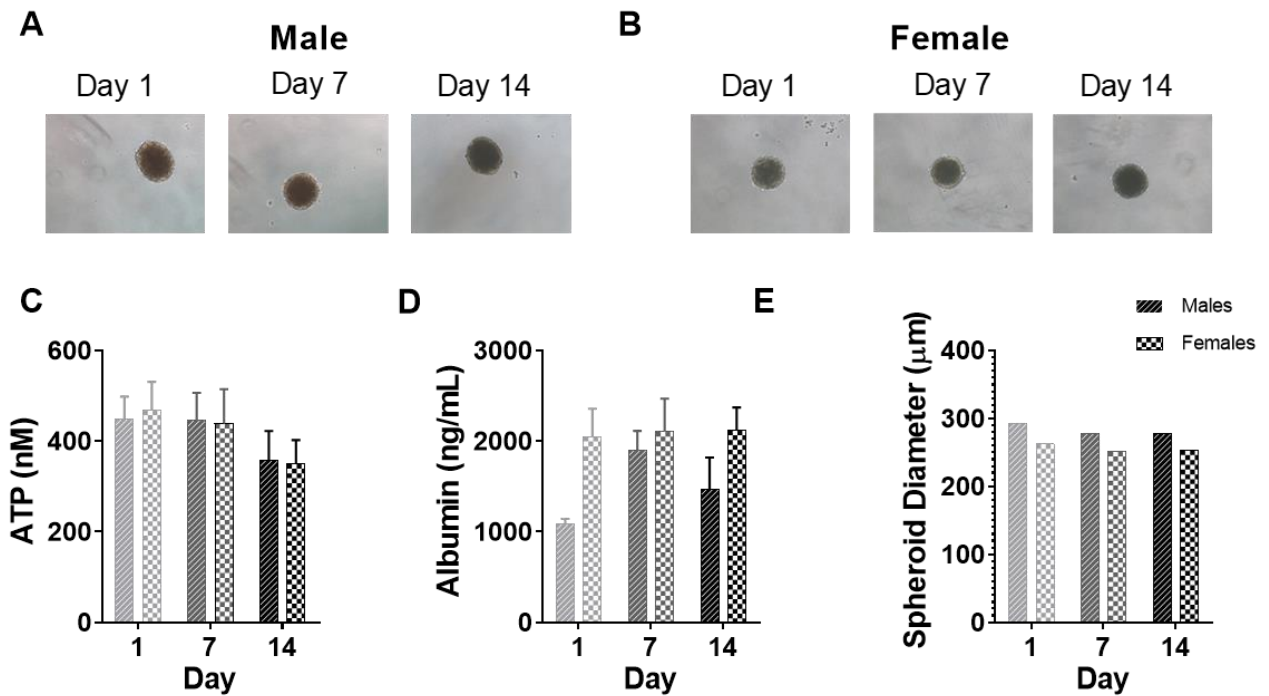 A
Male
Day 1
Day 7
Day 14
B
Female
Day 1
Day 7
Day 14
C
ATP (nM)
600
400
200
0
1
7
14
Day
D
Albumin (ng/mL)
3000
2000
1000
0
1
7
14
Day
E
Spheroid Diameter (μm)
400
300
200
100
0
1
7
14
Day
Males
Females